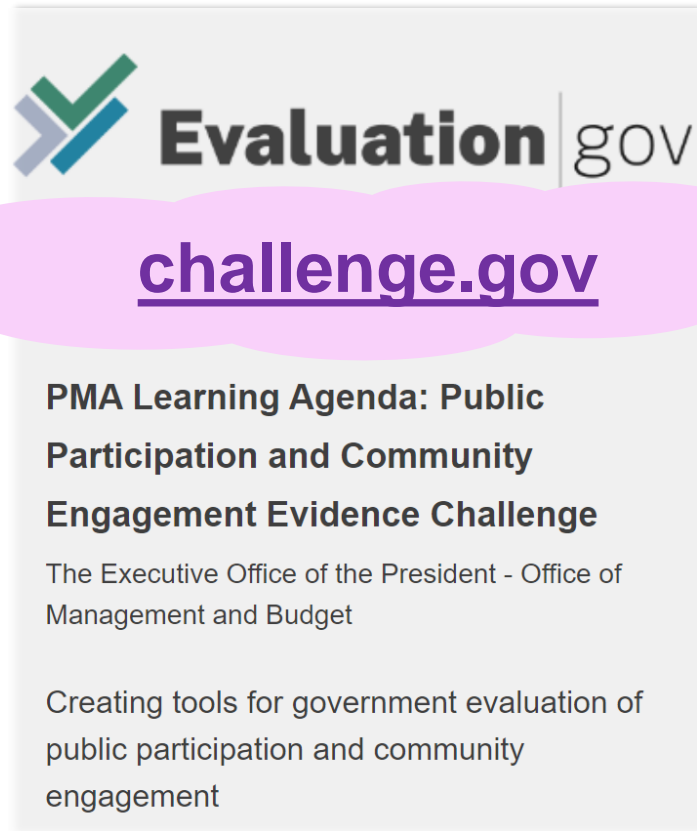 Evaluation|gov
challenge.gov
PMA Learning Agenda: Public
Participation and Community
Engagement Evidence Challenge
The Executive Office of the President - Office of
Management and Budget
Creating tools for government evaluation of
public participation and community
engagement